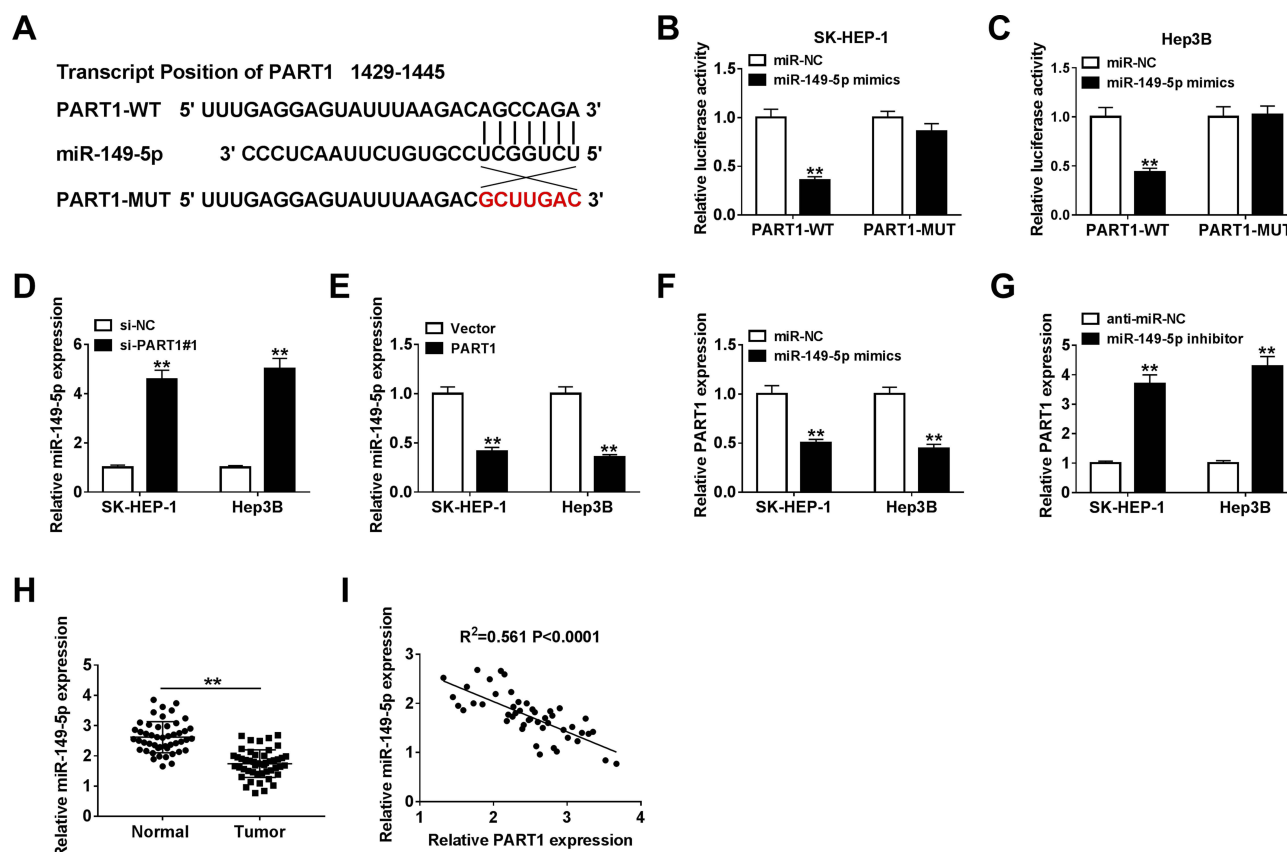 A
Transcript Position of PART1 1429-1445
PART1-WT 5' UUUGAGGAGUAUUUAAGACAGCCAGA 3'
miR-149-5p 3' CCCUCAAUUCUGUGCCUCGGUCU 5'
PART1-MUT 5' UUUGAGGAGUAUUUAAGACGCUUGAC 3'
B
SK-HEP-1
miR-NC
miR-149-5p mimics
Relative luciferase activity
1.5
1.0
0.5
0.0
**
PART1-WT PART1-MUT
C
Hep3B
miR-NC
miR-149-5p mimics
Relative luciferase activity
1.5
1.0
0.5
0.0
**
PART1-WT PART1-MUT
D
si-NC
si-PART1#1
Relative miR-149-5p expression
6
4
2
0
** **
SK-HEP-1 Hep3B
E
Vector
PART1
Relative miR-149-5p expression
1.5
1.0
0.5
0.0
** **
SK-HEP-1 Hep3B
F
miR-NC
miR-149-5p mimics
Relative PART1 expression
1.5
1.0
0.5
0.0
** **
SK-HEP-1 Hep3B
G
anti-miR-NC
miR-149-5p inhibitor
Relative PART1 expression
5
4
3
2
1
0
** **
SK-HEP-1 Hep3B
H
Relative miR-149-5p expression
5
4
3
2
1
0
**
Normal Tumor
I
R2=0.561 P<0.0001
Relative miR-149-5p expression
3
2
1
0
1 2 3 4
Relative PART1 expression